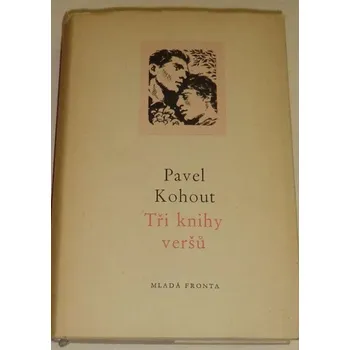 Pavel
Kohout
Tři knihy
veršů
MLADÁ FRONTA